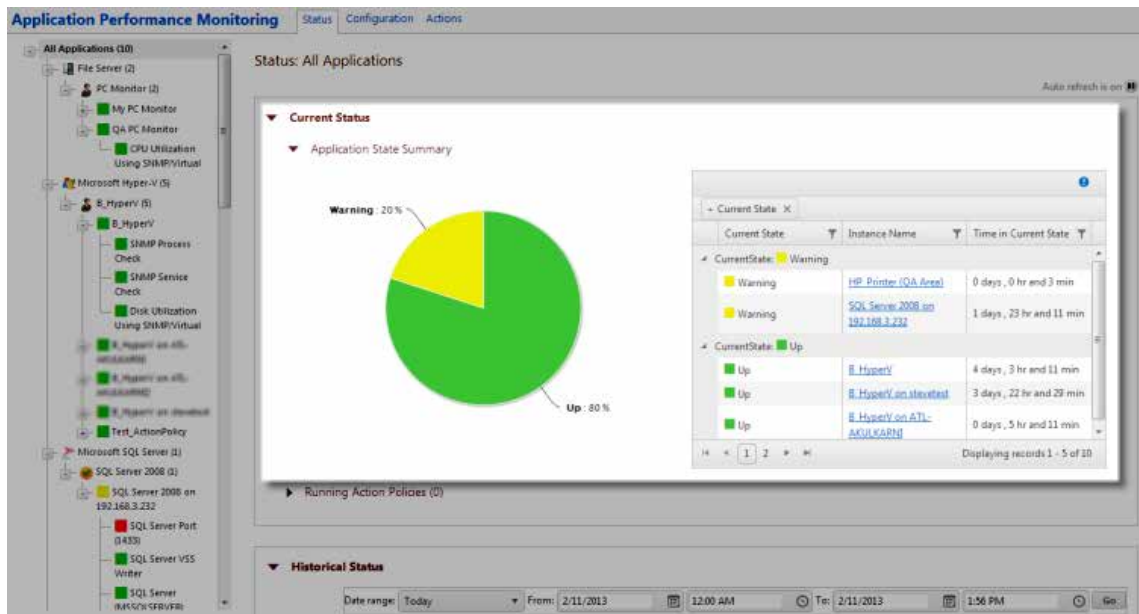 Application Performance Monitoring
Status
Configuration
Actions
All Applications (10)
File Server (2)
PC Monitor (2)
My PC Monitor
QA PC Monitor
CPU Utilization
Using SNMP/Virtual
Microsoft Hyper-V (5)
B_HyperV (5)
B_HyperV
SNMP Process
Check
SNMP Service
Check
Disk Utilization
Using SNMP/Virtual
B_HyperV on ATL-
B_HyperV on ATL-
B_HyperV on stevetest
Test_ActionPolicy
Microsoft SQL Server (1)
SQL Server 2008 (1)
SQL Server 2008 on
192.168.3.232
SQL Server Port
(1433)
SQL Server VSS
Writer
SQL Server
(MSSQLSERVER)
Status: All Applications
Auto refresh is on
Current Status
Application State Summary
Warning : 20 %
Up : 80 %
Current State X
Current State Instance Name Time in Current State
CurrentState: Warning
Warning HP Printer (QA Area) 0 days , 0 hr and 3 min
Warning SQL Server 2008 on 192.168.3.232 1 days , 23 hr and 11 min
CurrentState: Up
Up B_HyperV 4 days , 3 hr and 11 min
Up B_HyperV on stevetest 3 days , 22 hr and 29 min
Up B_HyperV on ATL-AKULKARNI 0 days , 5 hr and 11 min
1 2 Displaying records 1 - 5 of 10
Running Action Policies (0)
Historical Status
Date range: Today From: 2/11/2013 12:00 AM To: 2/11/2013 1:56 PM Go